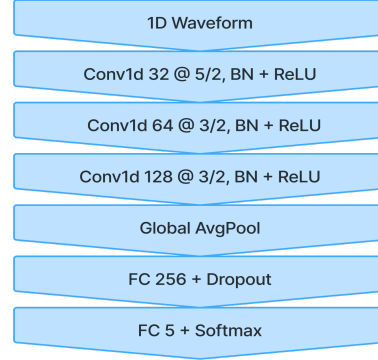 1D Waveform
Conv1d 32 @ 5/2, BN + ReLU
Conv1d 64 @ 3/2, BN + ReLU
Conv1d 128 @ 3/2, BN + ReLU
Global AvgPool
FC 256 + Dropout
FC 5 + Softmax